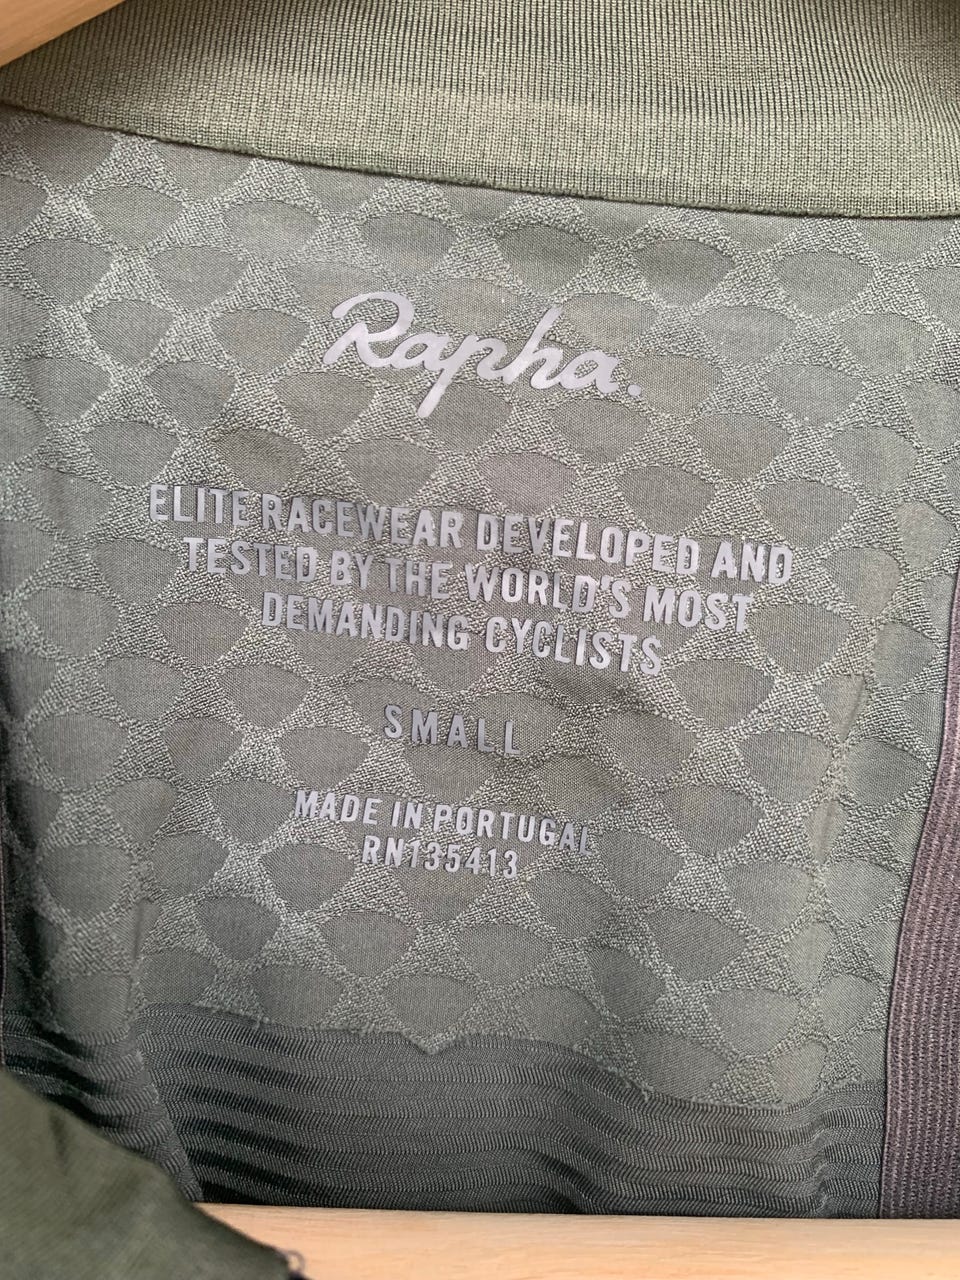 Rapha.
ELITE RACEWEAR DEVELOPED AND
TESTED BY THE WORLD'S MOST
DEMANDING CYCLISTS
SMALL
MADE IN PORTUGAL
RN135413